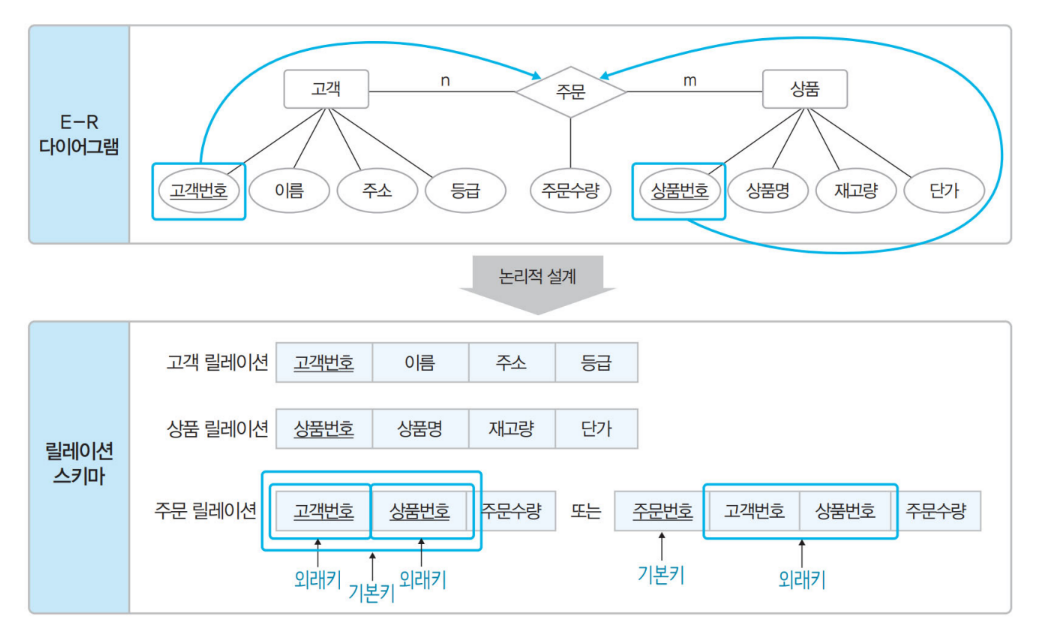 E-R
다이어그램
고객
n
주문
m
상품
고객번호
이름
주소
등급
주문수량
상품번호
상품명
재고량
단가
논리적 설계
릴레이션
스키마
고객 릴레이션 고객번호 이름 주소 등급
상품 릴레이션 상품번호 상품명 재고량 단가
주문 릴레이션 고객번호 상품번호 주문수량 또는 주문번호 고객번호 상품번호 주문수량
외래키 기본키 외래키 기본키 외래키